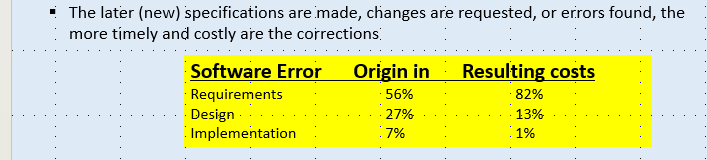 ▪ The later (new) specifications are made, changes are requested, or errors found, the
more timely and costly are the corrections
Software Error Origin in Resulting costs
Requirements 56% 82%
Design 27% 13%
Implementation 7% 1%